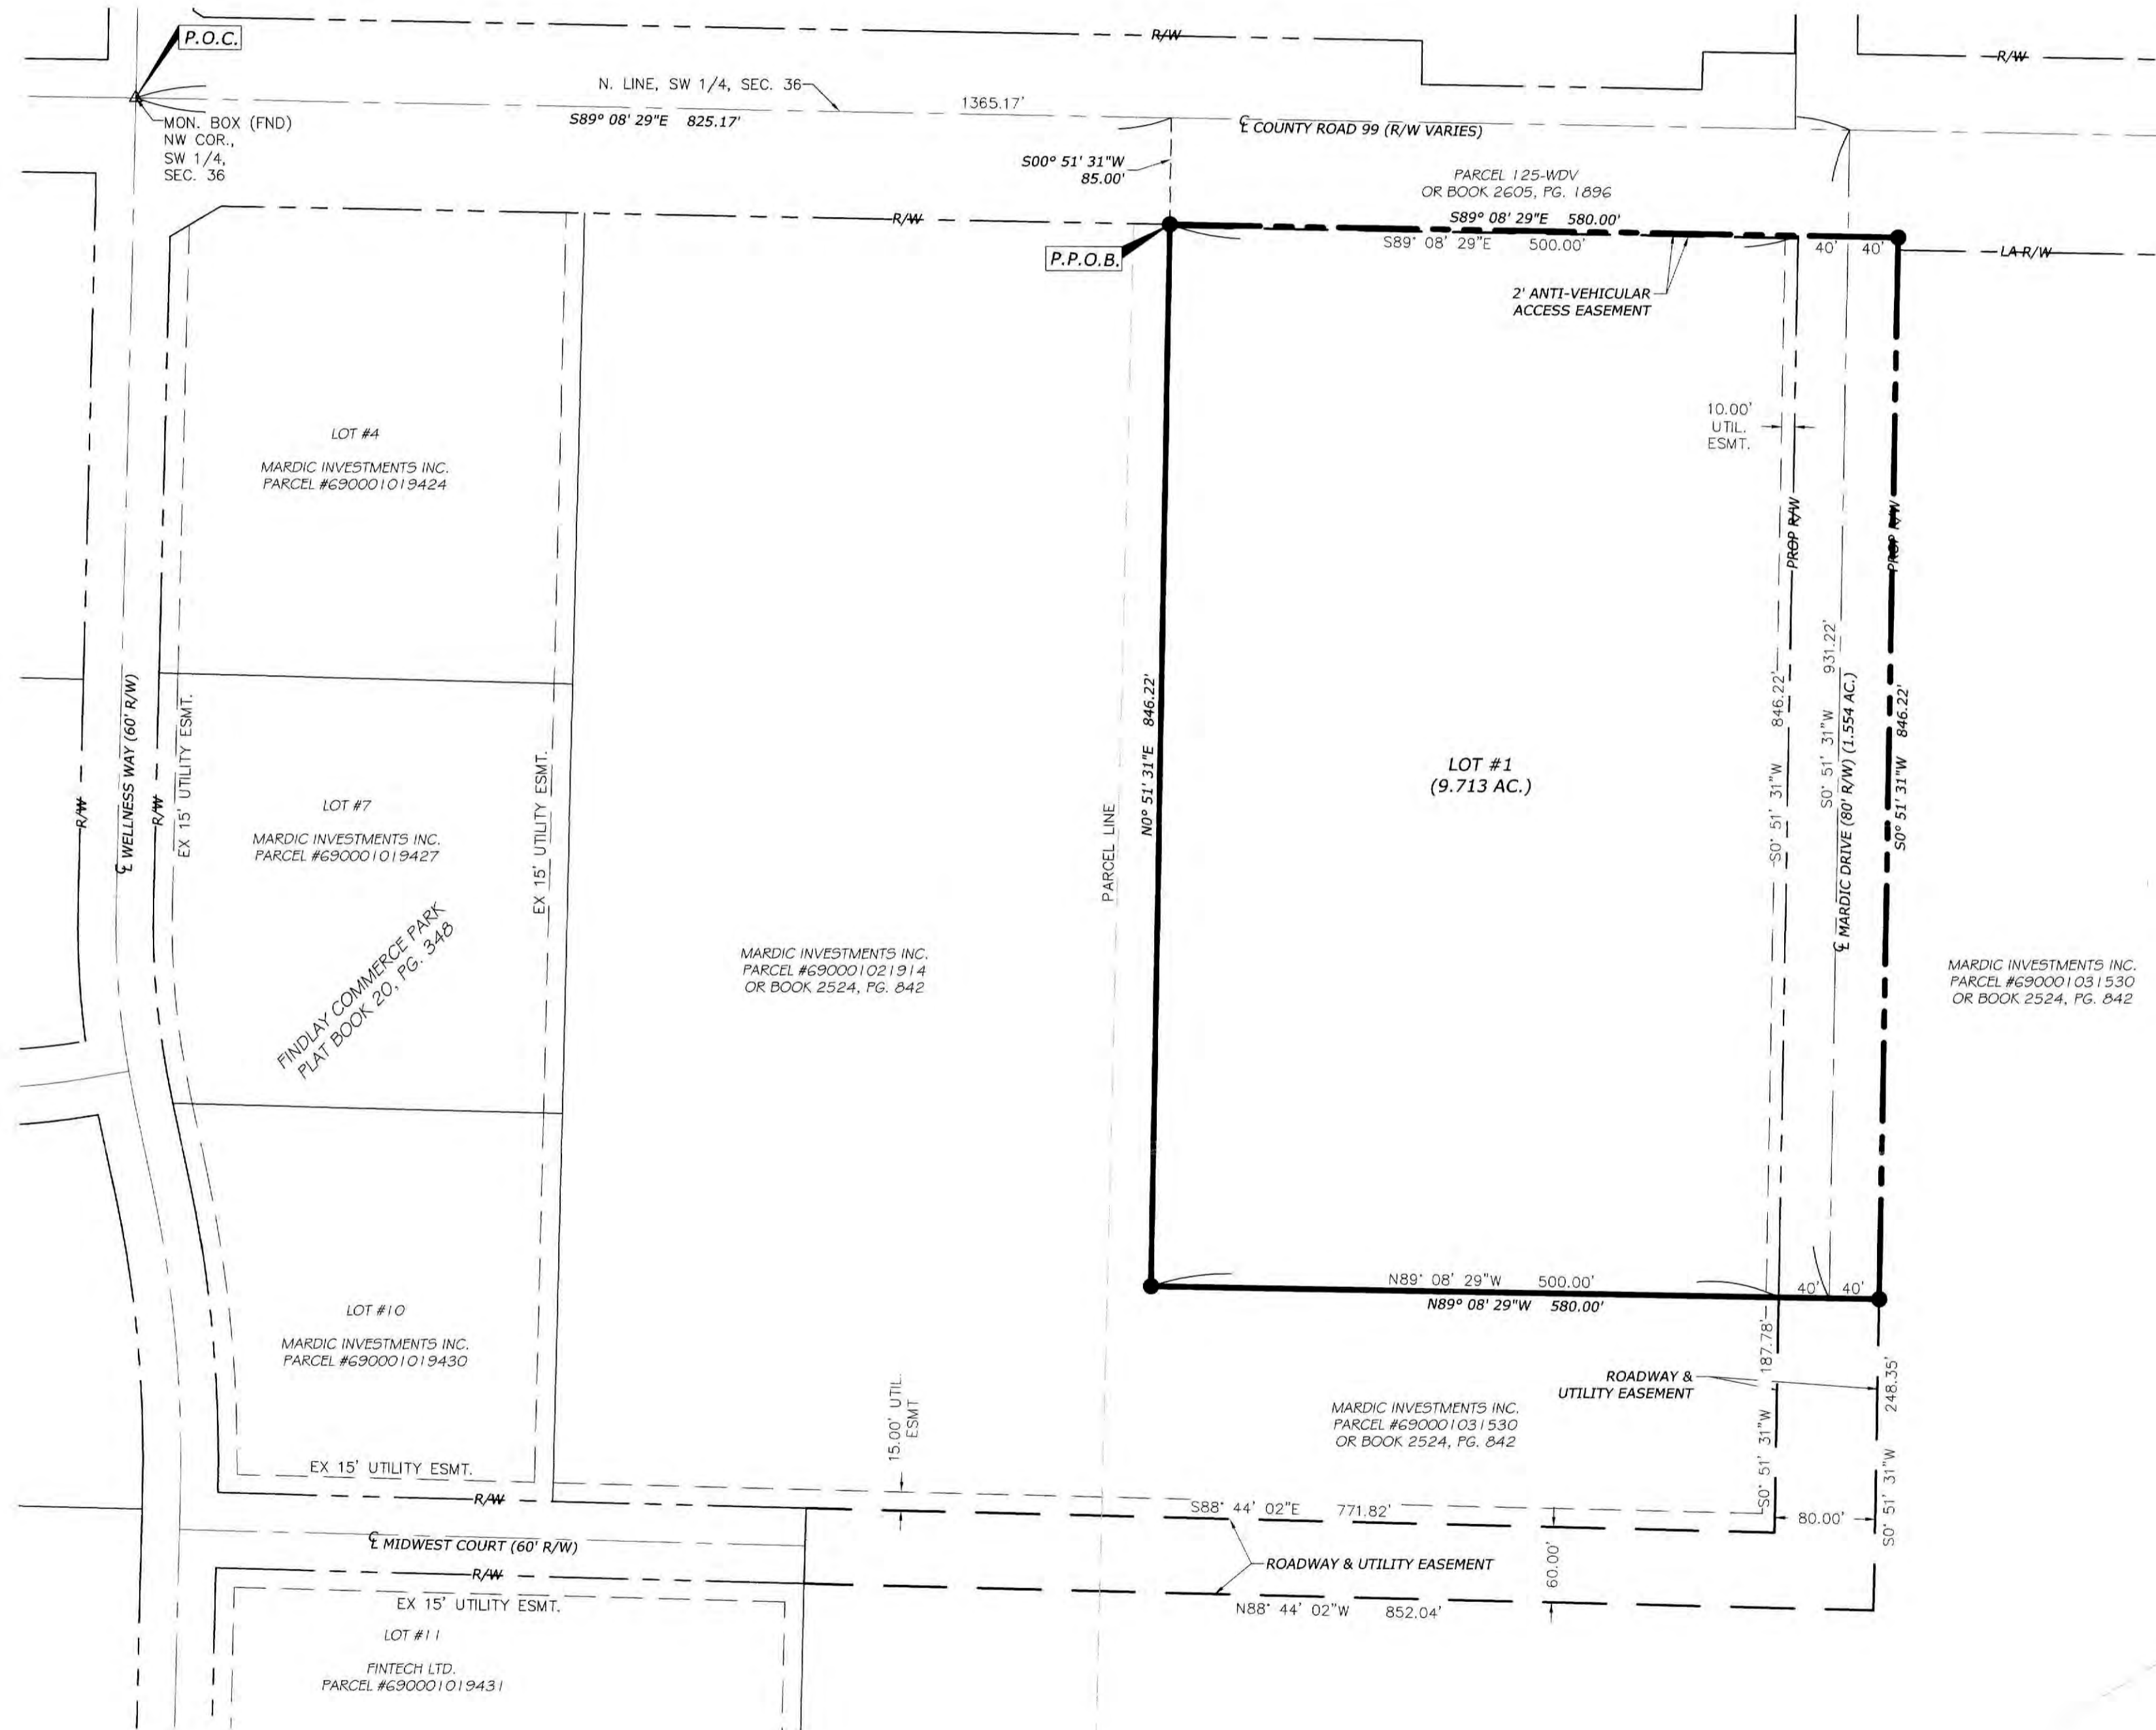 P.O.C.
R/W
R/W
N. LINE, SW 1/4, SEC. 36
1365.17'
S89° 08' 29"E 825.17'
MON. BOX (FND)
NW COR.,
SW 1/4,
SEC. 36
℄ COUNTY ROAD 99 (R/W VARIES)
S00° 51' 31"W
85.00'
PARCEL 125-WDV
OR BOOK 2605, PG. 1896
R/W
S89° 08' 29"E 580.00'
S89° 08' 29"E 500.00'
40' 40'
LA R/W
P.P.O.B.
2' ANTI-VEHICULAR
ACCESS EASEMENT
10.00'
UTIL.
ESMT.
LOT #4
MARDIC INVESTMENTS INC.
PARCEL #690001019424
PROP R/W
PROP R/W
℄ WELLNESS WAY (60' R/W)
R/W
R/W
EX 15' UTILITY ESMT.
EX 15' UTILITY ESMT.
LOT #7
MARDIC INVESTMENTS INC.
PARCEL #690001019427
FINDLAY COMMERCE PARK
PLAT BOOK 20, PG. 348
MARDIC INVESTMENTS INC.
PARCEL #690001021914
OR BOOK 2524, PG. 842
PARCEL LINE
N0° 51' 31"E 846.22'
LOT #1
(9.713 AC.)
S0° 51' 31"W 846.22'
S0° 51' 31"W 931.22'
℄ MARDIC DRIVE (80' R/W) (1.554 AC.)
S0° 51' 31"W 846.22'
MARDIC INVESTMENTS INC.
PARCEL #690001031530
OR BOOK 2524, PG. 842
N89° 08' 29"W 500.00'
40' 40'
N89° 08' 29"W 580.00'
LOT #10
MARDIC INVESTMENTS INC.
PARCEL #690001019430
ROADWAY &
UTILITY EASEMENT
S0° 51' 31"W 187.78'
S0° 51' 31"W 248.35'
MARDIC INVESTMENTS INC.
PARCEL #690001031530
OR BOOK 2524, PG. 842
15.00' UTIL.
ESMT
EX 15' UTILITY ESMT.
R/W
S88° 44' 02"E 771.82'
80.00'
℄ MIDWEST COURT (60' R/W)
ROADWAY & UTILITY EASEMENT
60.00'
R/W
EX 15' UTILITY ESMT.
N88° 44' 02"W 852.04'
LOT #11
FINTECH LTD.
PARCEL #690001019431